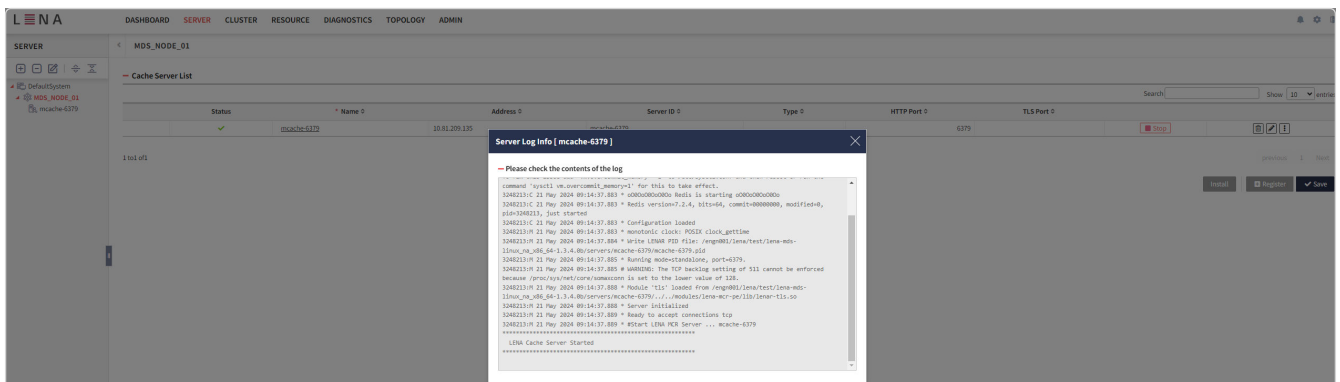 LENA
DASHBOARD SERVER CLUSTER RESOURCE DIAGNOSTICS TOPOLOGY ADMIN
SERVER
MDS_NODE_01
DefaultSystem
MDS_NODE_01
mcache-6379
Cache Server List
Search
Show 10 entries
Status * Name Address Server ID Type HTTP Port TLS Port
mcache-6379 10.81.209.135 mcache-6379 6379 Stop
1 to1 of1
previous 1 Next
Install Register Save
Server Log Info [ mcache-6379 ]
Please check the contents of the log
command 'sysctl vm.overcommit_memory=1' for this to take effect.
3248213:C 21 May 2024 09:14:37.883 * oO0OoO0OoO0Oo Redis is starting oO0OoO0OoO0Oo
3248213:C 21 May 2024 09:14:37.883 * Redis version=7.2.4, bits=64, commit=00000000, modified=0,
pid=3248213, just started
3248213:C 21 May 2024 09:14:37.883 * Configuration loaded
3248213:M 21 May 2024 09:14:37.883 * monotonic clock: POSIX clock_gettime
3248213:M 21 May 2024 09:14:37.884 * Write LENAR PID file: /engn001/lena/test/lena-mds-
linux_na_x86_64-1.3.4.0b/servers/mcache-6379/mcache-6379.pid
3248213:M 21 May 2024 09:14:37.885 * Running mode=standalone, port=6379.
3248213:M 21 May 2024 09:14:37.885 # WARNING: The TCP backlog setting of 511 cannot be enforced
because /proc/sys/net/core/somaxconn is set to the lower value of 128.
3248213:M 21 May 2024 09:14:37.888 * Module 'tls' loaded from /engn001/lena/test/lena-mds-
linux_na_x86_64-1.3.4.0b/servers/mcache-6379/../../modules/lena-mcr-pe/lib/lenar-tls.so
3248213:M 21 May 2024 09:14:37.888 * Server initialized
3248213:M 21 May 2024 09:14:37.889 * Ready to accept connections tcp
3248213:M 21 May 2024 09:14:37.889 * #Start LENA MCR Server ... mcache-6379
LENA Cache Server Started